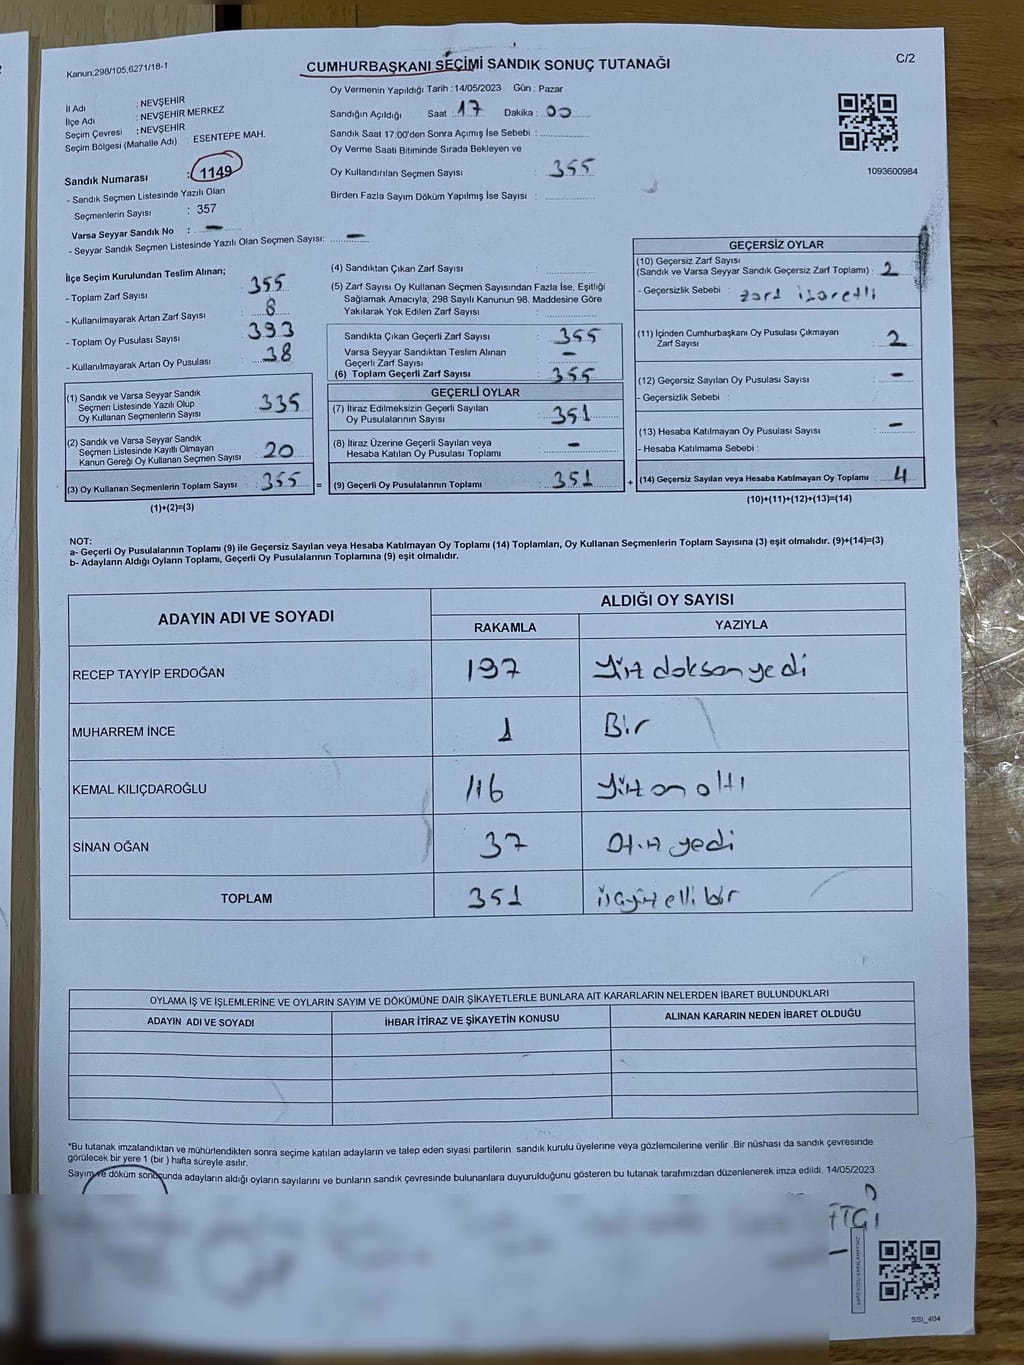 Kanun:298/105,6271/18-1
CUMHURBAŞKANI SEÇİMİ SANDIK SONUÇ TUTANAĞI
C/2
İl Adı : NEVŞEHİR
İlçe Adı : NEVŞEHİR MERKEZ
Seçim Çevresi : NEVŞEHİR
Seçim Bölgesi (Mahalle Adı) : ESENTEPE MAH.
Sandık Numarası : 1149
- Sandık Seçmen Listesinde Yazılı Olan
Seçmenlerin Sayısı : 357
Varsa Seyyar Sandık No : -
- Seyyar Sandık Seçmen Listesinde Yazılı Olan Seçmen Sayısı: -
Oy Vermenin Yapıldığı Tarih : 14/05/2023 Gün : Pazar
Sandığın Açıldığı Saat : 17 Dakika : 00
Sandık Saat 17:00'den Sonra Açımış İse Sebebi :
Oy Verme Saati Bitiminde Sırada Bekleyen ve
Oy Kullandırılan Seçmen Sayısı : 355
Birden Fazla Sayım Döküm Yapılmış İse Sayısı :
1093600984
İlçe Seçim Kurulundan Teslim Alınan;
- Toplam Zarf Sayısı : 355
- Kullanılmayarak Artan Zarf Sayısı : 8
- Toplam Oy Pusulası Sayısı : 393
- Kullanılmayarak Artan Oy Pusulası : 38
(1) Sandık ve Varsa Seyyar Sandık
Seçmen Listesinde Yazılı Olup
Oy Kullanan Seçmenlerin Sayısı : 335
(2) Sandık ve Varsa Seyyar Sandık
Seçmen Listesinde Kayıtlı Olmayan
Kanun Gereği Oy Kullanan Seçmen Sayısı : 20
(3) Oy Kullanan Seçmenlerin Toplam Sayısı : 355 =
(1)+(2)=(3)
(4) Sandıktan Çıkan Zarf Sayısı :
(5) Zarf Sayısı Oy Kullanan Seçmen Sayısından Fazla İse, Eşitliği
Sağlamak Amacıyla; 298 Sayılı Kanunun 98. Maddesine Göre
Yakılarak Yok Edilen Zarf Sayısı :
Sandıkta Çıkan Geçerli Zarf Sayısı : 355
Varsa Seyyar Sandıktan Teslim Alınan
Geçerli Zarf Sayısı : -
(6) Toplam Geçerli Zarf Sayısı : 355
GEÇERLİ OYLAR
(7) İtiraz Edilmeksizin Geçerli Sayılan
Oy Pusulalarının Sayısı : 351
(8) İtiraz Üzerine Geçerli Sayılan veya
Hesaba Katılan Oy Pusulası Toplamı : -
(9) Geçerli Oy Pusulalarının Toplamı : 351 +
GEÇERSİZ OYLAR
(10) Geçersiz Zarf Sayısı
(Sandık ve Varsa Seyyar Sandık Geçersiz Zarf Toplamı) : 2
- Geçersizlik Sebebi : zarf işaretli
(11) İçinden Cumhurbaşkanı Oy Pusulası Çıkmayan
Zarf Sayısı : 2
(12) Geçersiz Sayılan Oy Pusulası Sayısı : -
- Geçersizlik Sebebi :
(13) Hesaba Katılmayan Oy Pusulası Sayısı : -
- Hesaba Katılmama Sebebi :
(14) Geçersiz Sayılan veya Hesaba Katılmayan Oy Toplamı : 4
(10)+(11)+(12)+(13)=(14)
NOT:
a- Geçerli Oy Pusulalarının Toplamı (9) ile Geçersiz Sayılan veya Hesaba Katılmayan Oy Toplamı (14) Toplamları, Oy Kullanan Seçmenlerin Toplam Sayısına (3) eşit olmalıdır. (9)+(14)=(3)
b- Adayların Aldığı Oyların Toplamı, Geçerli Oy Pusulalarının Toplamına (9) eşit olmalıdır.
ADAYIN ADI VE SOYADI
ALDIĞI OY SAYISI
RAKAMLA YAZIYLA
RECEP TAYYİP ERDOĞAN 197 Yüz doksan yedi
MUHARREM İNCE 1 Bir
KEMAL KILIÇDAROĞLU 116 Yüz on altı
SİNAN OĞAN 37 Otuz yedi
TOPLAM 351 üçyüz elli bir
OYLAMA İŞ VE İŞLEMLERİNE VE OYLARIN SAYIM VE DÖKÜMÜNE DAİR ŞİKAYETLERLE BUNLARA AİT KARARLARIN NELERDEN İBARET BULUNDUKLARI
ADAYIN ADI VE SOYADI İHBAR İTİRAZ VE ŞİKAYETİN KONUSU ALINAN KARARIN NEDEN İBARET OLDUĞU
*Bu tutanak imzalandıktan ve mühürlendikten sonra seçime katılan adayların ve talep eden siyasi partilerin sandık kurulu üyelerine veya gözlemcilerine verilir .Bir nüshası da sandık çevresinde
görülecek bir yere 1 (bir ) hafta süreyle asılır.
Sayım ve döküm sonucunda adayların aldığı oyların sayılarını ve bunların sandık çevresinde bulunanlara duyurulduğunu gösteren bu tutanak tarafımızdan düzenlenerek imza edildi. 14/05/2023
SSI_404